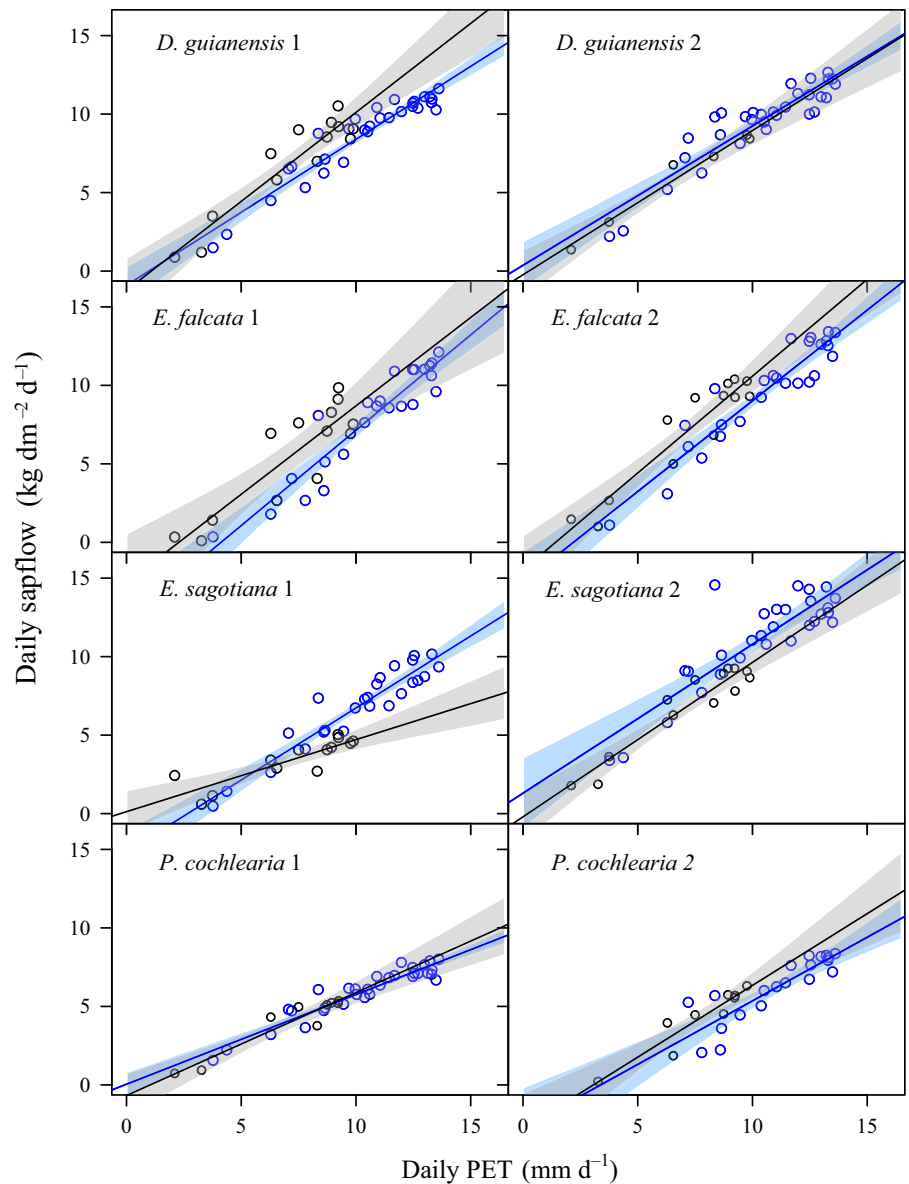 D. guianensis 1
D. guianensis 2
15
10
5
0
E. falcata 1
E. falcata 2
15
10
5
0
E. sagotiana 1
E. sagotiana 2
15
10
5
0
P. cochlearia 1
P. cochlearia 2
15
10
5
0
Daily sapflow (kg dm⁻² d⁻¹)
0 5 10 15 0 5 10 15
Daily PET (mm d⁻¹)